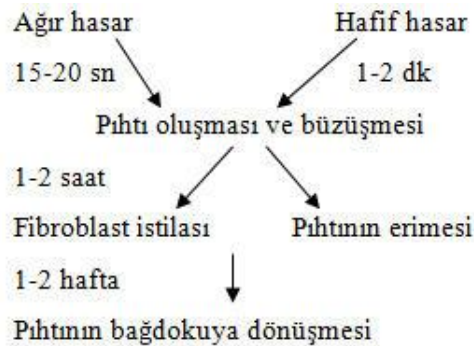 Ağır hasar Hafif hasar
15-20 sn 1-2 dk
Pıhtı oluşması ve büzüşmesi
1-2 saat
Fibroblast istilası Pıhtının erimesi
1-2 hafta
Pıhtının bağdokuya dönüşmesi